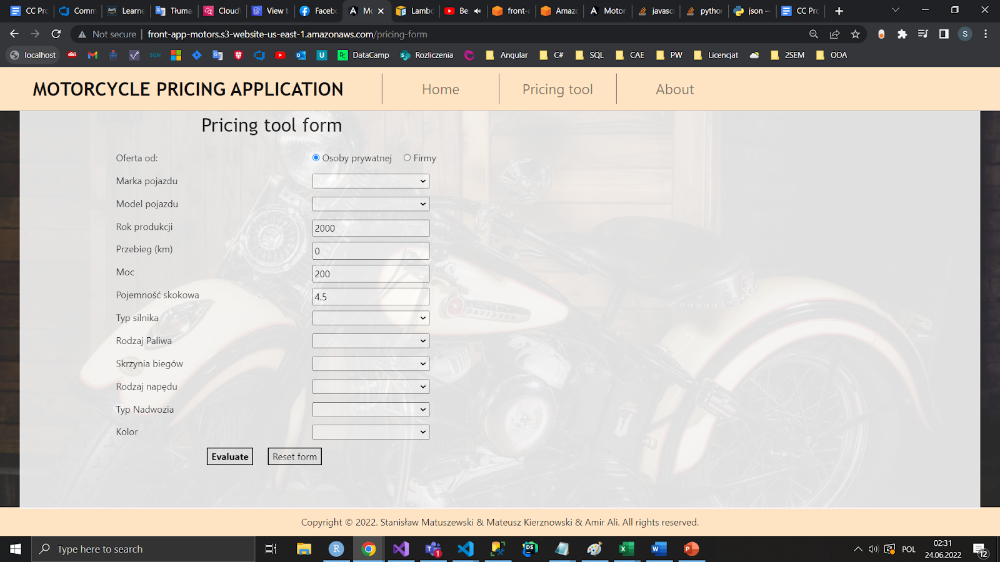 CC Pro
Comm
Learne
Tłuma
Cloud
View t
Faceb
Mo
Lambo
Be
front-a
Amazo
Motor
javasc
python
json –
CC Pro
Not secure | front-app-motors.s3-website-us-east-1.amazonaws.com/pricing-form
S
localhost
diki
SGH
U
DataCamp
Rozliczenia
Angular
C#
SQL
CAE
PW
Licencjat
2SEM
ODA
MOTORCYCLE PRICING APPLICATION
Home
Pricing tool
About
Pricing tool form
Oferta od: Osoby prywatnej Firmy
Marka pojazdu
Model pojazdu
Rok produkcji 2000
Przebieg (km) 0
Moc 200
Pojemność skokowa 4.5
Typ silnika
Rodzaj Paliwa
Skrzynia biegów
Rodzaj napędu
Typ Nadwozia
Kolor
Evaluate Reset form
Copyright © 2022. Stanisław Matuszewski & Mateusz Kierznowski & Amir Ali. All rights reserved.
Type here to search
POL
02:31
24.06.2022
12